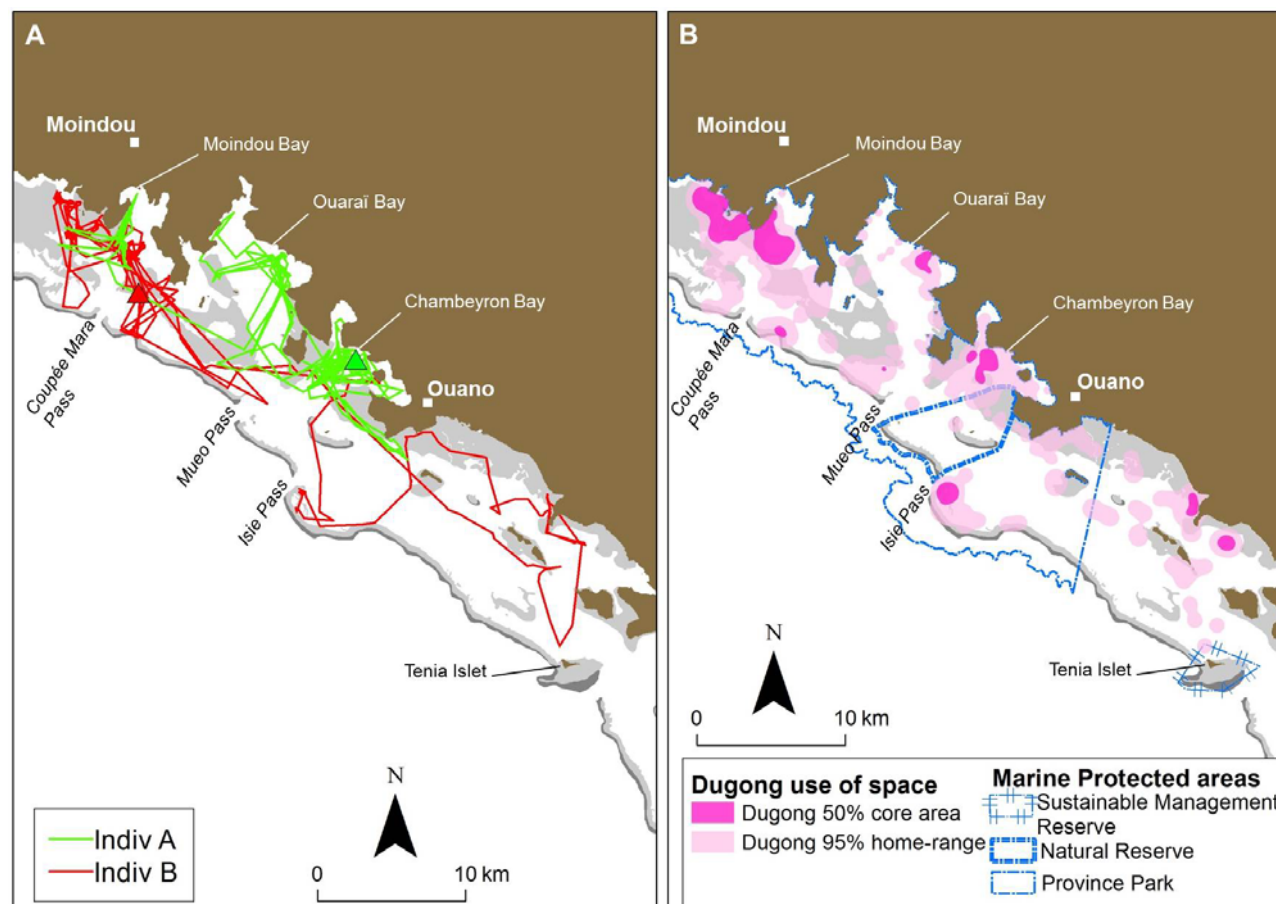 A
Moindou
Moindou Bay
Ouaraï Bay
Chambeyron Bay
Coupée Mara
Pass
Ouano
Mueo Pass
Isie Pass
Tenia Islet
N
0 10 km
Indiv A
Indiv B
B
Moindou
Moindou Bay
Ouaraï Bay
Chambeyron Bay
Coupée Mara
Pass
Ouano
Mueo Pass
Isie Pass
Tenia Islet
N
0 10 km
Dugong use of space
Dugong 50% core area
Dugong 95% home-range
Marine Protected areas
Sustainable Management
Reserve
Natural Reserve
Province Park